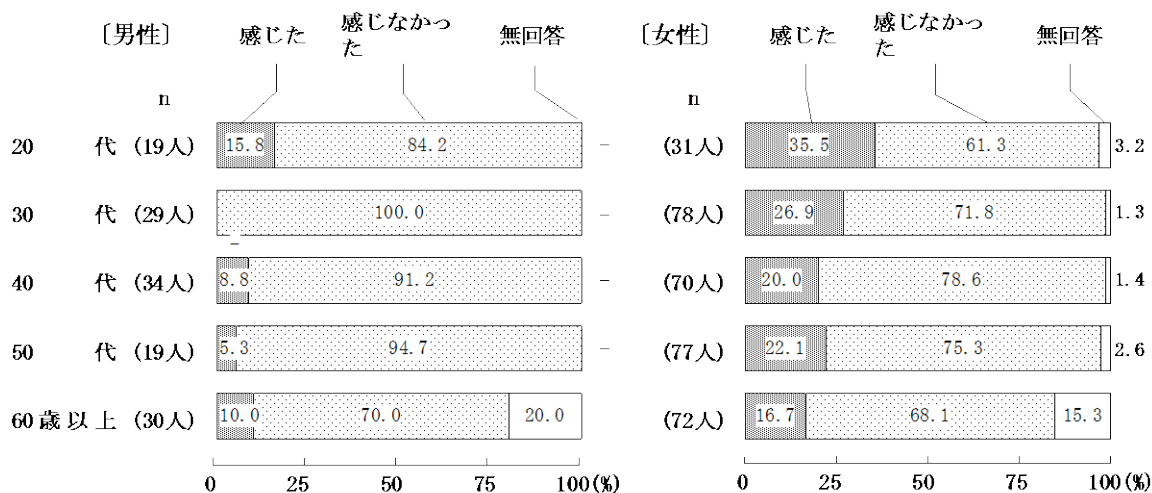 〔男性〕 感じた 感じなかっ
た 無回答 〔女性〕 感じた 感じなかっ
た 無回答
n n
20 代 (19人) 15.8 84.2 － (31人) 35.5 61.3 3.2
30 代 (29人) 100.0 － (78人) 26.9 71.8 1.3
－
40 代 (34人) 8.8 91.2 － (70人) 20.0 78.6 1.4
50 代 (19人) 5.3 94.7 － (77人) 22.1 75.3 2.6
60歳以上 (30人) 10.0 70.0 20.0 (72人) 16.7 68.1 15.3
0 25 50 75 100(%) 0 25 50 75 100(%)